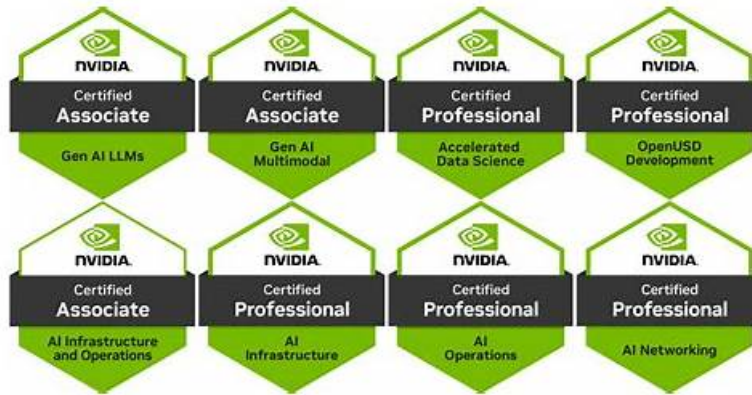 NVIDIA.
Certified
Associate
Gen AI LLMs
NVIDIA.
Certified
Associate
Gen AI
Multimodal
NVIDIA.
Certified
Professional
Accelerated
Data Science
NVIDIA.
Certified
Professional
OpenUSD
Development
NVIDIA.
Certified
Associate
AI Infrastructure
and Operations
NVIDIA.
Certified
Professional
AI
Infrastructure
NVIDIA.
Certified
Professional
AI
Operations
NVIDIA.
Certified
Professional
AI Networking